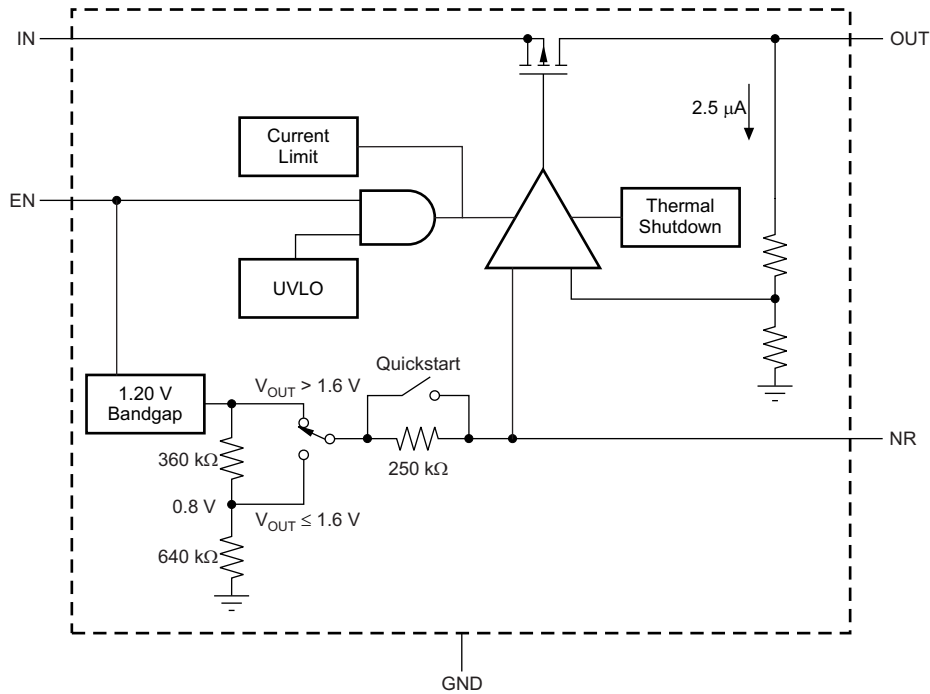 IN
OUT
2.5 μA
Current
Limit
EN
Thermal
Shutdown
UVLO
Quickstart
1.20 V
Bandgap
V_OUT > 1.6 V
NR
360 kΩ
250 kΩ
0.8 V
V_OUT ≤ 1.6 V
640 kΩ
GND